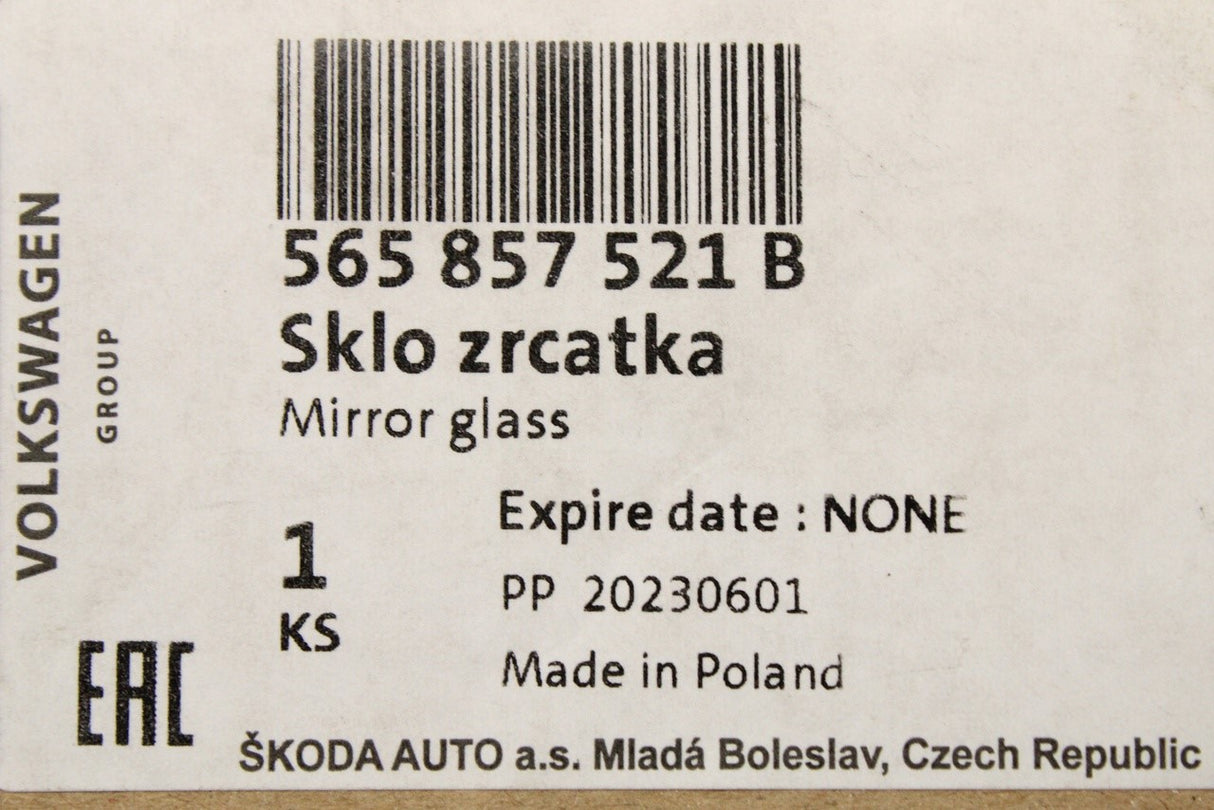 VOLKSWAGEN
GROUP
565 857 521 B
Sklo zrcatka
Mirror glass
1
KS
Expire date : NONE
PP 20230601
Made in Poland
EAC
ŠKODA AUTO a.s. Mladá Boleslav, Czech Republic